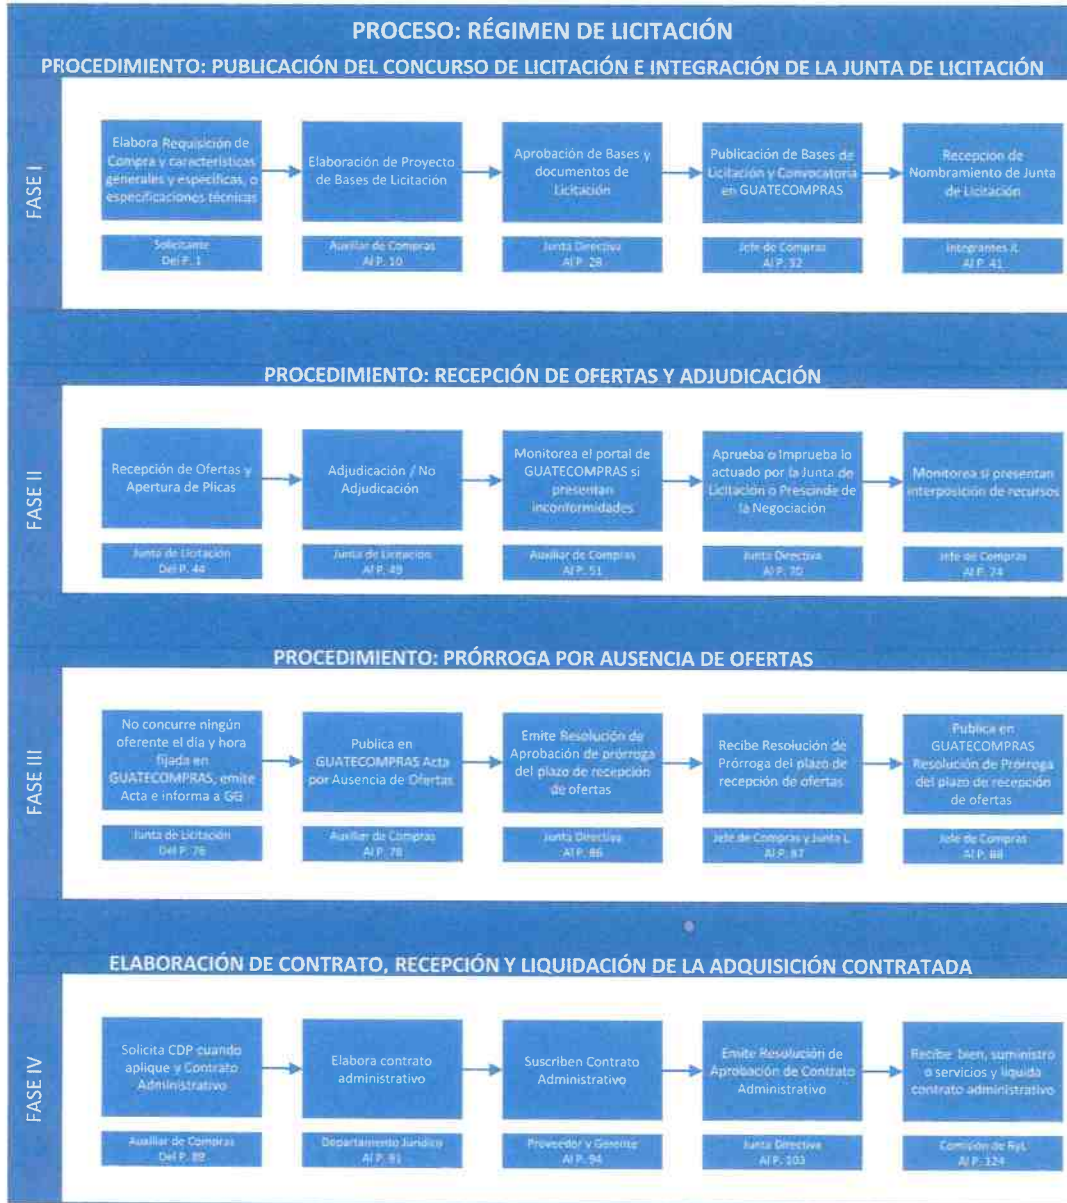 PROCESO: RÉGIMEN DE LICITACIÓN
PROCEDIMIENTO: PUBLICACIÓN DEL CONCURSO DE LICITACIÓN E INTEGRACIÓN DE LA JUNTA DE LICITACIÓN
FASE I
Elabora Requisición de
Compra y características
generales y específicas, o
especificaciones técnicas
Solicitante
Del P. 1
Elaboración de Proyecto
de Bases de Licitación
Auxiliar de Compras
Al P. 10
Aprobación de Bases y
documentos de
Licitación
Junta Directiva
Al P. 28
Publicación de Bases de
Licitación y Convocatoria
en GUATECOMPRAS
Jefe de Compras
Al P. 32
Recepción de
Nombramiento de Junta
de Licitación
Integrantes JL
Al P. 41
PROCEDIMIENTO: RECEPCIÓN DE OFERTAS Y ADJUDICACIÓN
FASE II
Recepción de Ofertas y
Apertura de Plicas
Junta de Licitación
Del P. 44
Adjudicación / No
Adjudicación
Junta de Licitación
Al P. 49
Monitorea el portal de
GUATECOMPRAS si
presentan
inconformidades
Auxiliar de Compras
Al P. 51
Aprueba o Imprueba lo
actuado por la Junta de
Licitación o Prescinde de
la Negociación
Junta Directiva
Al P. 70
Monitorea si presentan
interposición de recursos
Jefe de Compras
Al P. 74
PROCEDIMIENTO: PRÓRROGA POR AUSENCIA DE OFERTAS
FASE III
No concurre ningún
oferente el día y hora
fijada en
GUATECOMPRAS, emite
Acta e informa a GG
Junta de Licitación
Del P. 76
Publica en
GUATECOMPRAS Acta
por Ausencia de Ofertas
Auxiliar de Compras
Al P. 78
Emite Resolución de
Aprobación de prórroga
del plazo de recepción
de ofertas
Junta Directiva
Al P. 86
Recibe Resolución de
Prórroga del plazo de
recepción de ofertas
Jefe de Compras y Junta L.
Al P. 87
Publica en
GUATECOMPRAS
Resolución de Prórroga
del plazo de recepción
de ofertas
Jefe de Compras
Al P. 88
ELABORACIÓN DE CONTRATO, RECEPCIÓN Y LIQUIDACIÓN DE LA ADQUISICIÓN CONTRATADA
FASE IV
Solicita CDP cuando
aplique y Contrato
Administrativo
Auxiliar de Compras
Del P. 89
Elabora contrato
administrativo
Departamento Jurídico
Al P. 91
Suscriben Contrato
Administrativo
Proveedor y Gerente
Al P. 94
Emite Resolución de
Aprobación de Contrato
Administrativo
Junta Directiva
Al P. 103
Recibe bien, suministro
o servicios y liquida
contrato administrativo
Comisión de RyL
Al P. 124